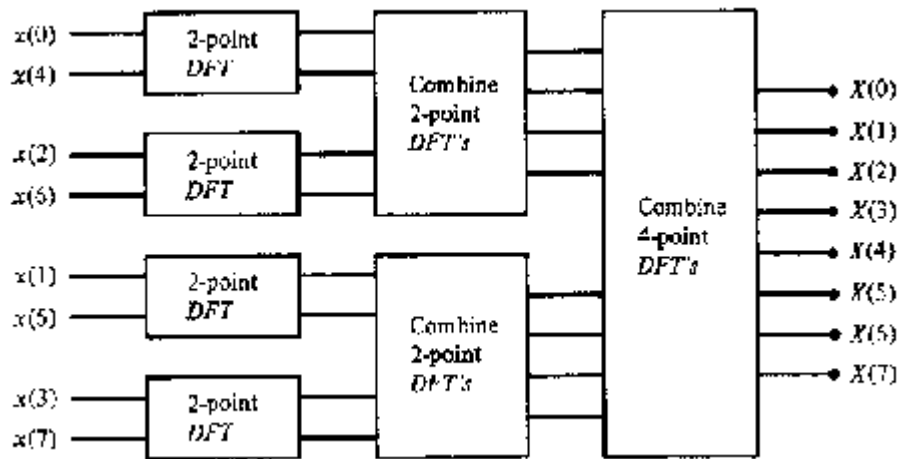 x(0)
x(4)
x(2)
x(6)
x(1)
x(5)
x(3)
x(7)
2-point
DFT
2-point
DFT
2-point
DFT
2-point
DFT
Combine
2-point
DFT's
Combine
2-point
DFT's
Combine
4-point
DFT's
X(0)
X(1)
X(2)
X(3)
X(4)
X(5)
X(6)
X(7)